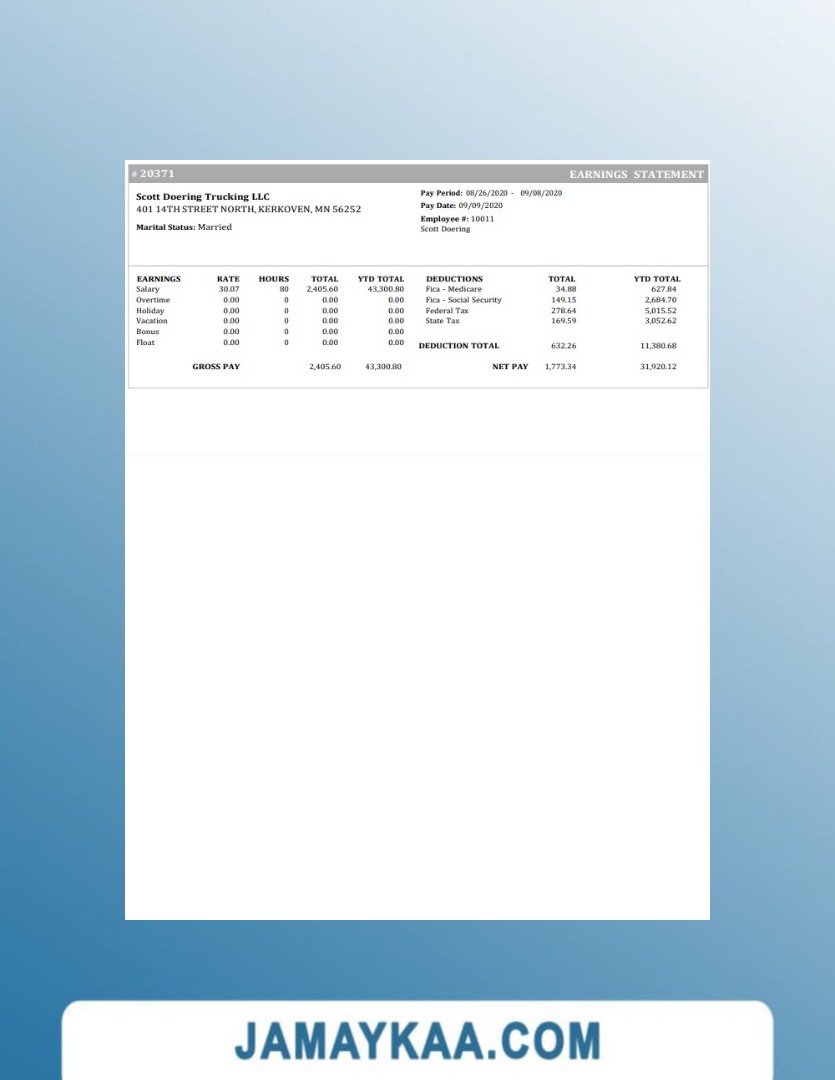 # 20371 EARNINGS STATEMENT
Scott Doering Trucking LLC
401 14TH STREET NORTH, KERKOVEN, MN 56252
Marital Status: Married
Pay Period: 08/26/2020 - 09/08/2020
Pay Date: 09/09/2020
Employee #: 10011
Scott Doering
EARNINGS RATE HOURS TOTAL YTD TOTAL DEDUCTIONS TOTAL YTD TOTAL
Salary 30.07 80 2,405.60 43,300.80 Fica - Medicare 34.88 627.84
Overtime 0.00 0 0.00 0.00 Fica - Social Security 149.15 2,684.70
Holiday 0.00 0 0.00 0.00 Federal Tax 278.64 5,015.52
Vacation 0.00 0 0.00 0.00 State Tax 169.59 3,052.62
Bonus 0.00 0 0.00 0.00
Float 0.00 0 0.00 0.00 DEDUCTION TOTAL 632.26 11,380.68
GROSS PAY 2,405.60 43,300.80 NET PAY 1,773.34 31,920.12
JAMAYKAA.COM